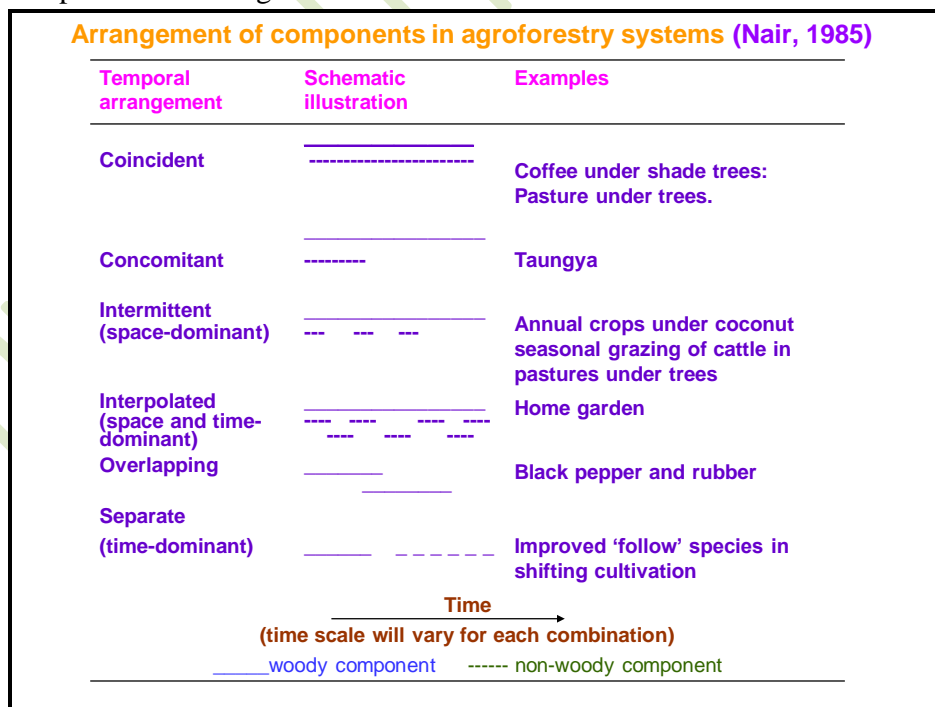 Arrangement of components in agroforestry systems (Nair, 1985)
Temporal arrangement Schematic illustration Examples
Coincident
Coffee under shade trees:
Pasture under trees.
Concomitant Taungya
Intermittent
(space-dominant)
Annual crops under coconut
seasonal grazing of cattle in
pastures under trees
Interpolated
(space and time-
dominant)
Home garden
Overlapping Black pepper and rubber
Separate
(time-dominant) Improved ‘follow’ species in
shifting cultivation
Time
(time scale will vary for each combination)
_____woody component ------ non-woody component